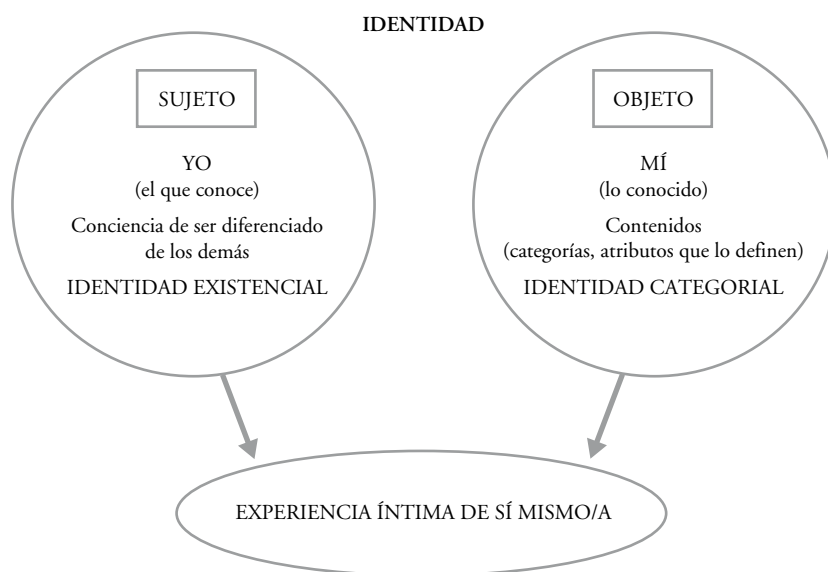 IDENTIDAD
SUJETO
YO
(el que conoce)
Conciencia de ser diferenciado
de los demás
IDENTIDAD EXISTENCIAL
OBJETO
MÍ
(lo conocido)
Contenidos
(categorías, atributos que lo definen)
IDENTIDAD CATEGORIAL
EXPERIENCIA ÍNTIMA DE SÍ MISMO/A